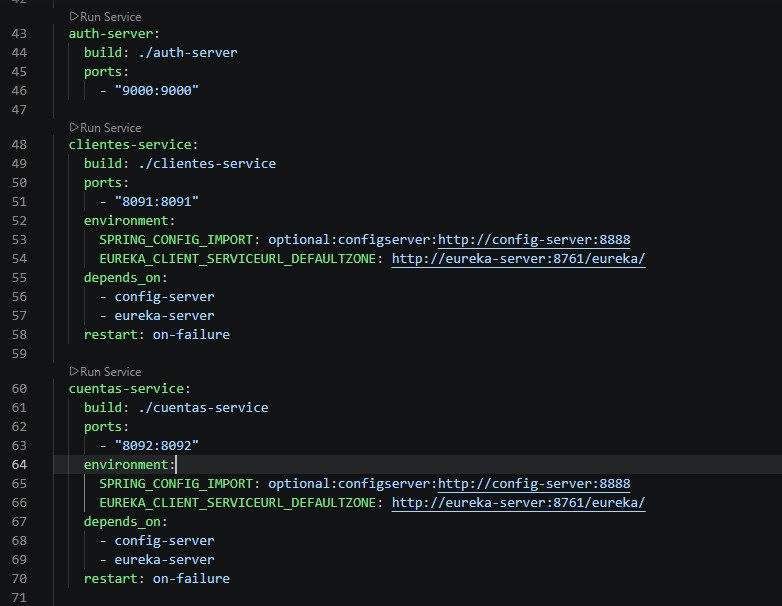 42
▷Run Service
43 auth-server:
44 build: ./auth-server
45 ports:
46 - "9000:9000"
47
▷Run Service
48 clientes-service:
49 build: ./clientes-service
50 ports:
51 - "8091:8091"
52 environment:
53 SPRING_CONFIG_IMPORT: optional:configserver:http://config-server:8888
54 EUREKA_CLIENT_SERVICEURL_DEFAULTZONE: http://eureka-server:8761/eureka/
55 depends_on:
56 - config-server
57 - eureka-server
58 restart: on-failure
59
▷Run Service
60 cuentas-service:
61 build: ./cuentas-service
62 ports:
63 - "8092:8092"
64 environment:
65 SPRING_CONFIG_IMPORT: optional:configserver:http://config-server:8888
66 EUREKA_CLIENT_SERVICEURL_DEFAULTZONE: http://eureka-server:8761/eureka/
67 depends_on:
68 - config-server
69 - eureka-server
70 restart: on-failure
71